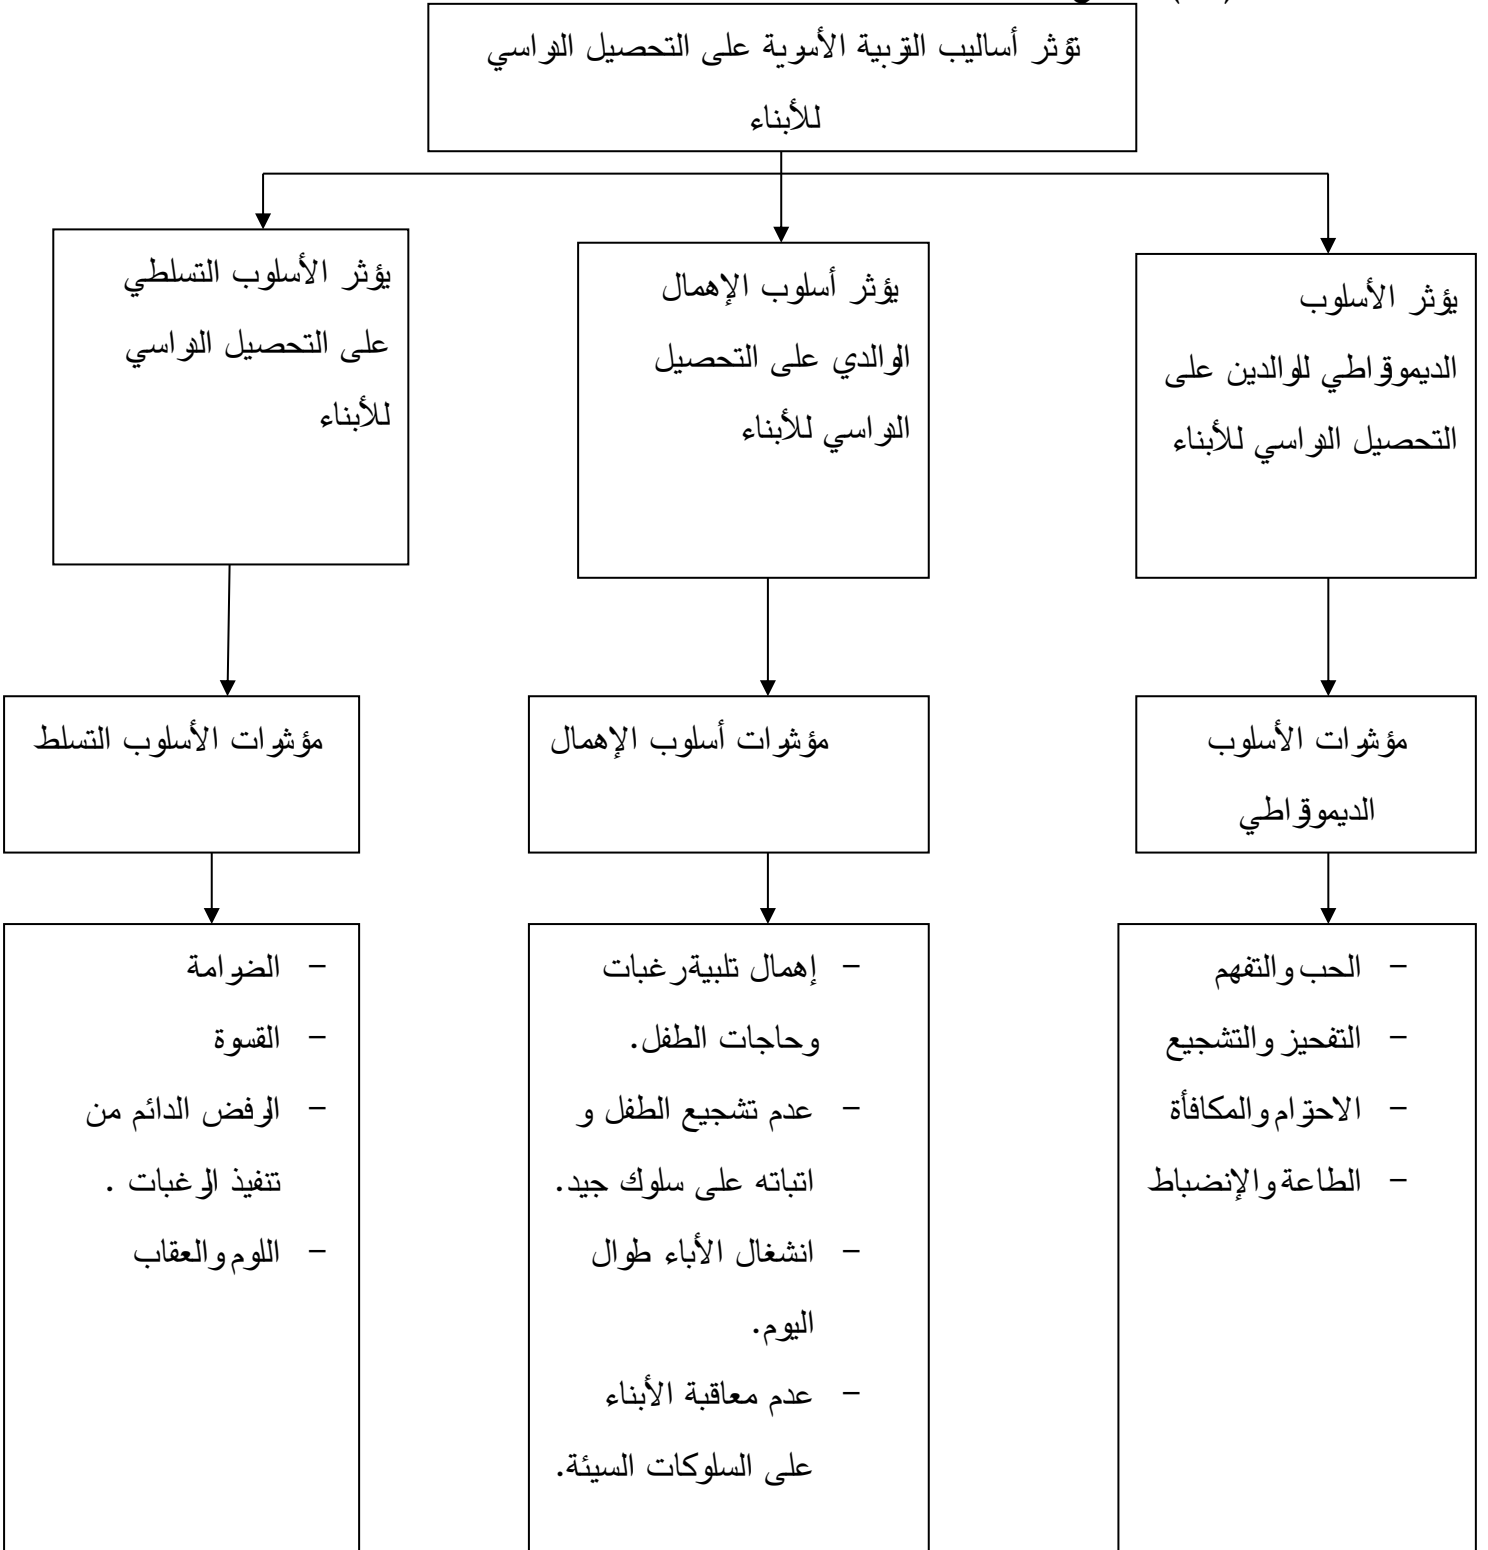 تؤثر أساليب التربية الأسرية على التحصيل الدراسي
للأبناء
يؤثر الأسلوب
الديموقراطي للوالدين على
التحصيل الدراسي للأبناء
يؤثر أسلوب الإهمال
الوالدي على التحصيل
الدراسي للأبناء
يؤثر الأسلوب التسلطي
على التحصيل الدراسي
للأبناء
مؤشرات الأسلوب
الديموقراطي
مؤشرات أسلوب الإهمال
مؤشرات الأسلوب التسلط
- الحب والتفهم
- التفحيز والتشجيع
- الاحترام والمكافأة
- الطاعة والإنضباط
- إهمال تلبية رغبات
وحاجات الطفل.
- عدم تشجيع الطفل و
اتباته على سلوك جيد.
- انشغال الأباء طوال
اليوم.
- عدم معاقبة الأبناء
على السلوكات السيئة.
- الضرامة
- القسوة
- الرفض الدائم من
تنفيذ الرغبات .
- اللوم والعقاب